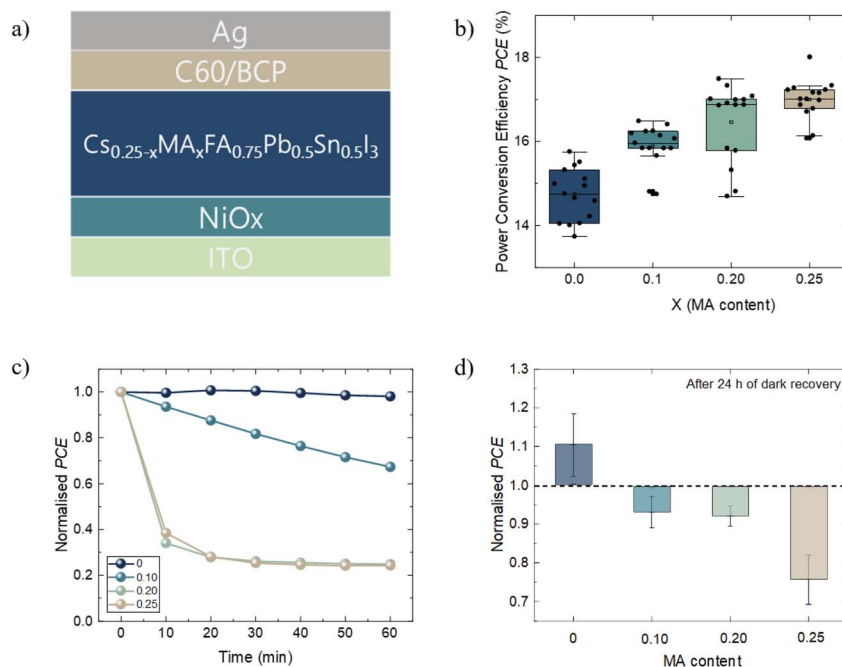 a)
Ag
C60/BCP
Cs0.25-xMAxFA0.75Pb0.5Sn0.5I3
NiOx
ITO
b)
Power Conversion Efficiency PCE (%)
18
16
14
0.0 0.1 0.20 0.25
X (MA content)
c)
Normalised PCE
1.0
0.8
0.6
0.4
0.2
0.0
0
0.10
0.20
0.25
0 10 20 30 40 50 60
Time (min)
d)
After 24 h of dark recovery
Normalised PCE
1.3
1.2
1.1
1.0
0.9
0.8
0.7
0 0.10 0.20 0.25
MA content